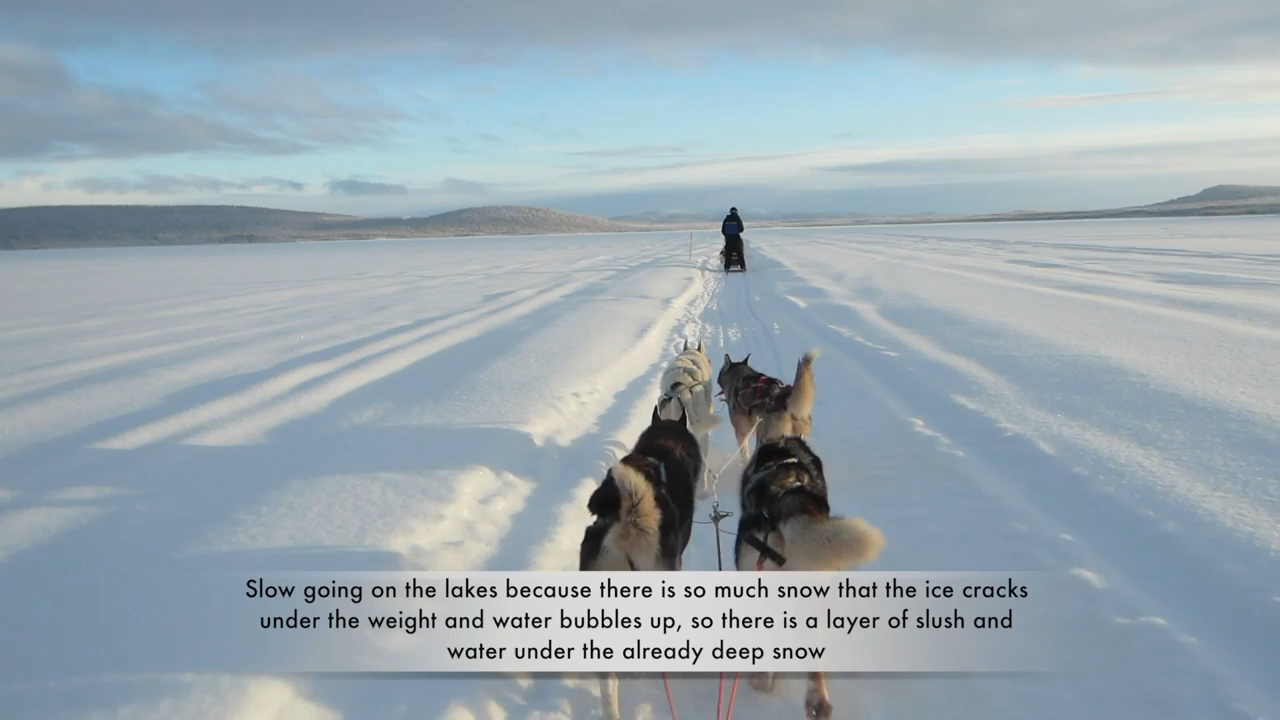 Slow going on the lakes because there is so much snow that the ice cracks
under the weight and water bubbles up, so there is a layer of slush and
water under the already deep snow